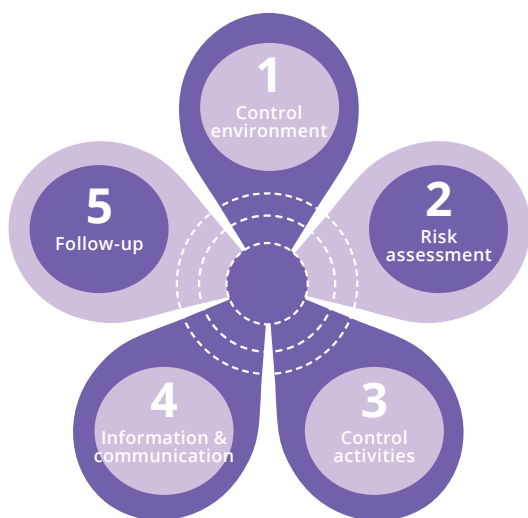 1
Control
environment
2
Risk
assessment
3
Control
activities
4
Information &
communication
5
Follow-up